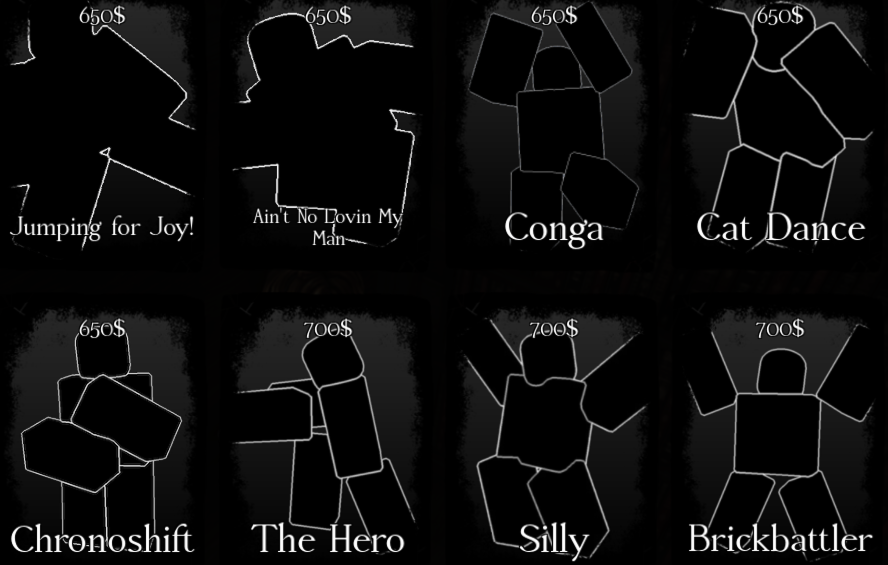 650$
650$
650$
650$
Jumping for Joy!
Ain't No Lovin My
Man
Conga
Cat Dance
650$
700$
700$
700$
Chronoshift
The Hero
Silly
Brickbattler